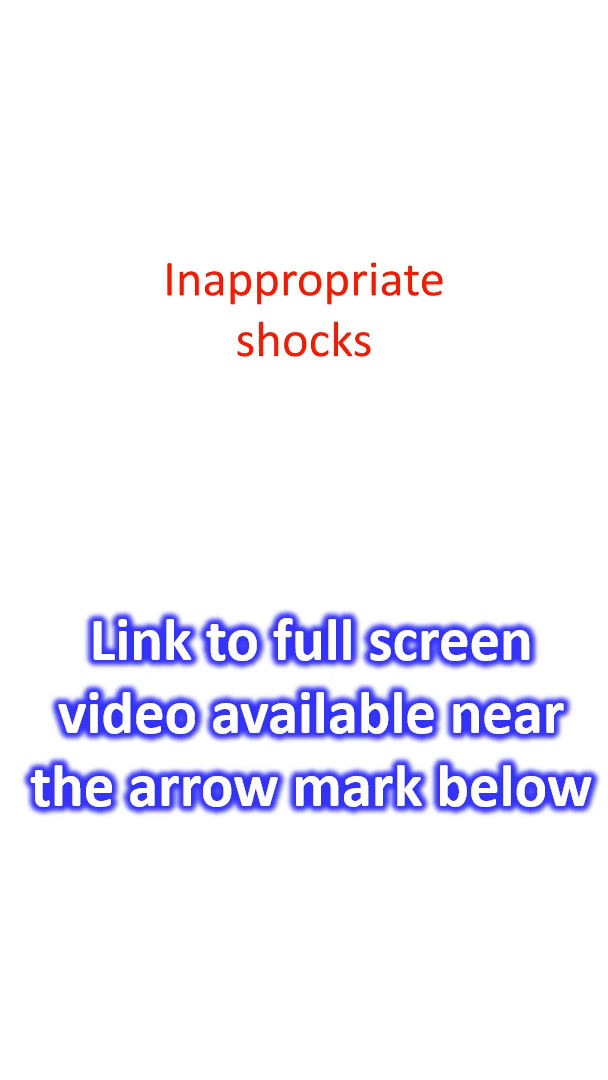 Inappropriate
shocks
Link to full screen
video available near
the arrow mark below